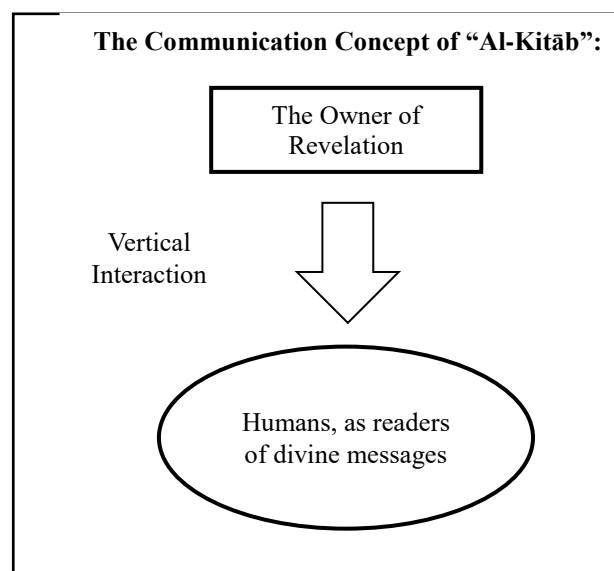 The Communication Concept of “Al-Kitāb”:
The Owner of
Revelation
Vertical
Interaction
Humans, as readers
of divine messages